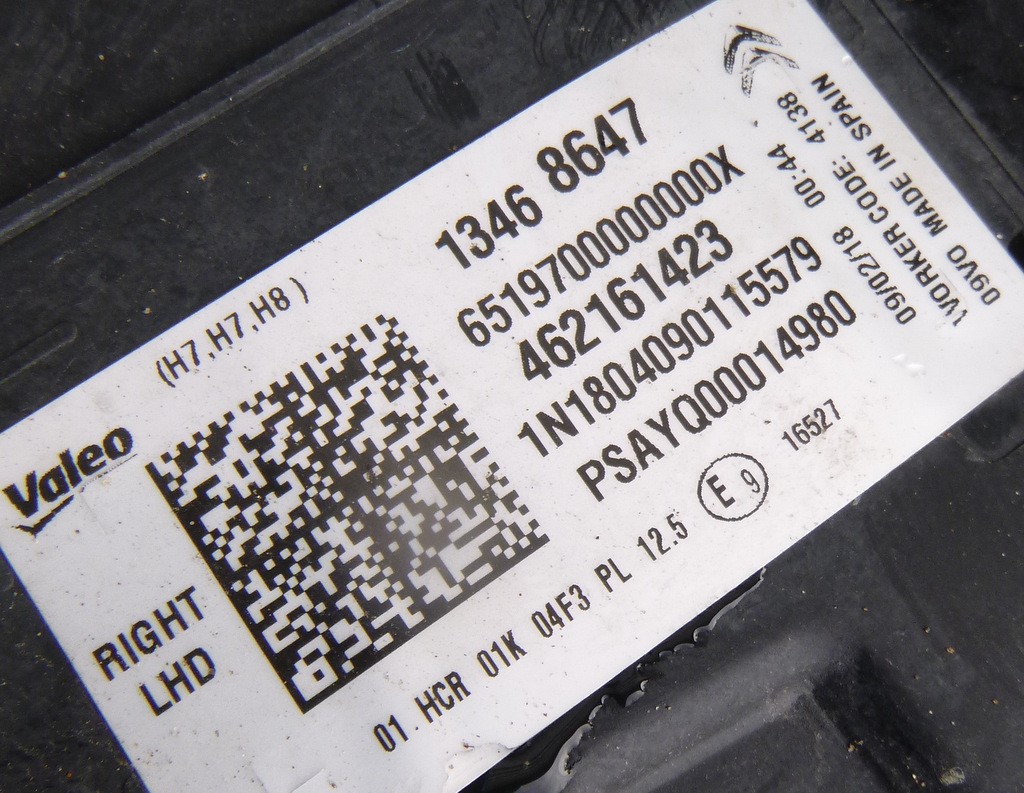 Valeo
(H7,H7,H8 )
RIGHT
LHD
1346 8647
65197000000000X
462161423
1N1804090115579
PSAYQ00014980
01. HCR 01K 04F3 PL 12.5
E 9
16527
09/02/18 00:44
WORKER CODE: 4138
09V0 MADE IN SPAIN